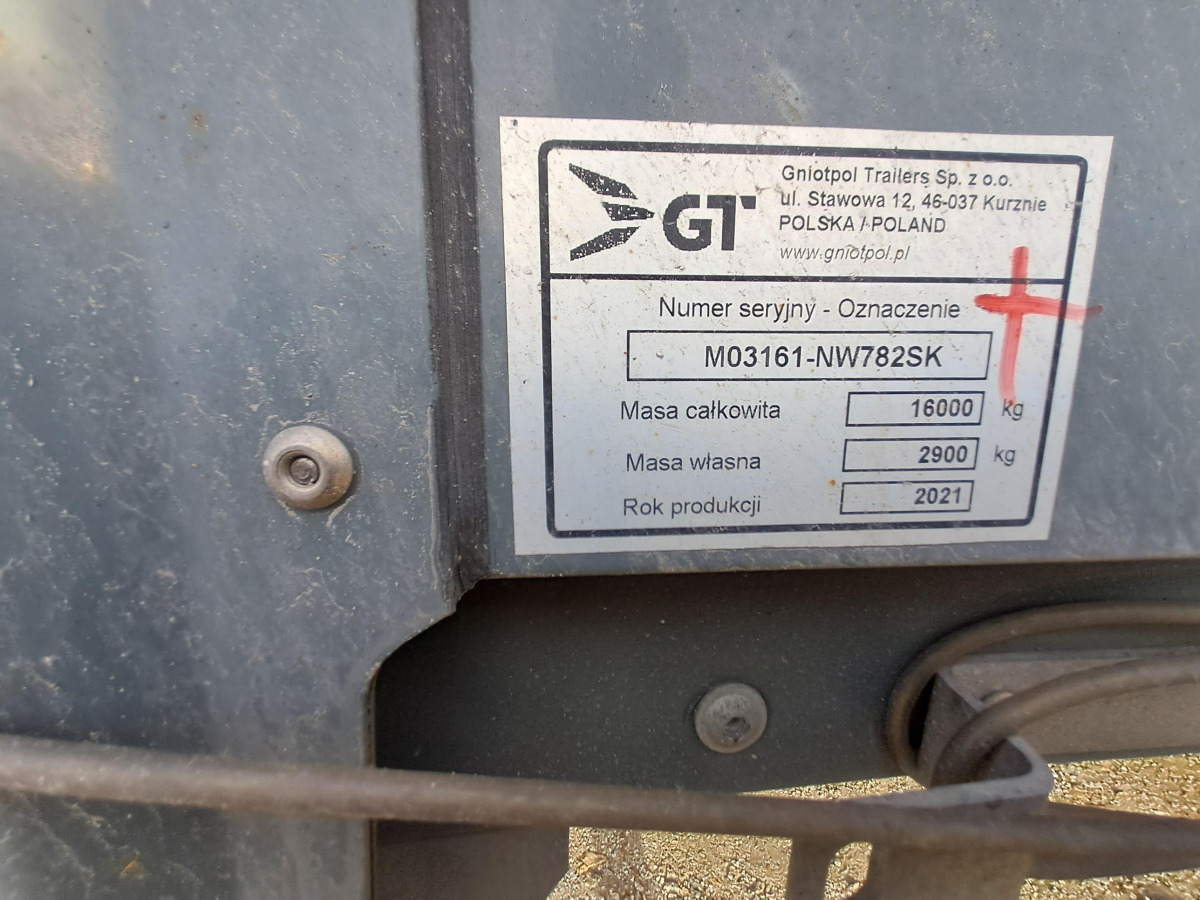 GT
Gniotpol Trailers Sp. z o.o.
ul. Stawowa 12, 46-037 Kurznie
POLSKA / POLAND
www.gniotpol.pl
Numer seryjny - Oznaczenie
M03161-NW782SK
Masa całkowita 16000 kg
Masa własna 2900 kg
Rok produkcji 2021